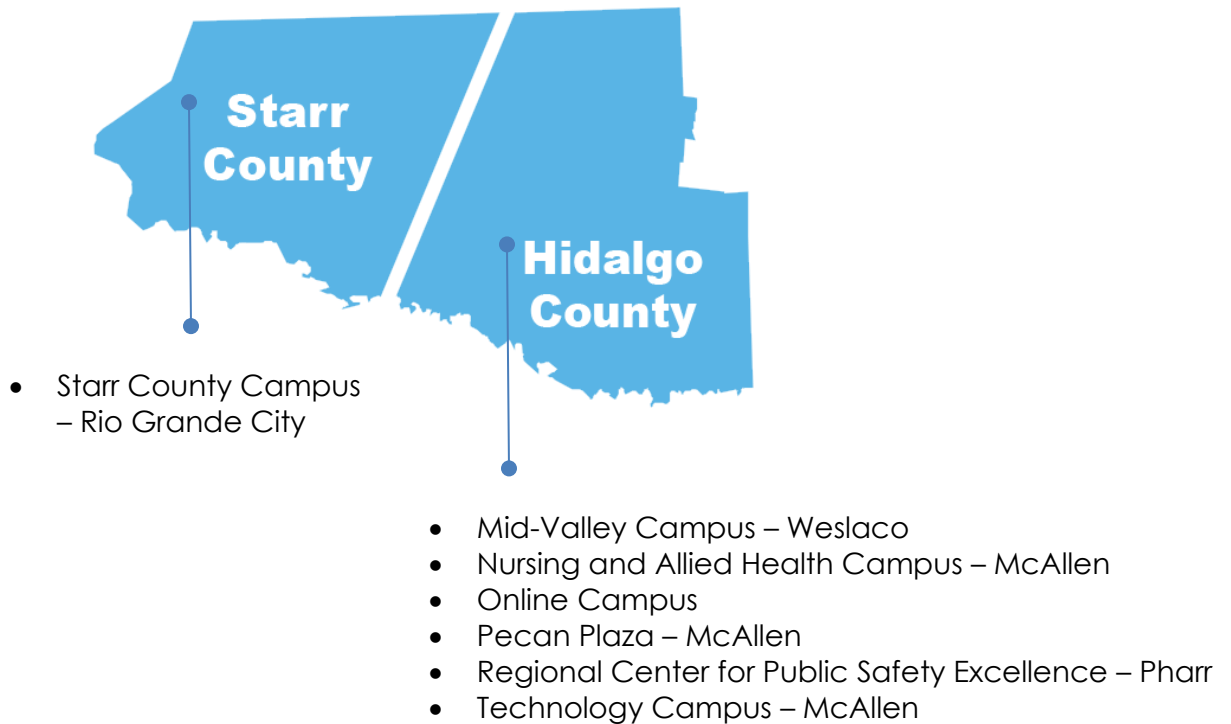 Starr
County
Hidalgo
County
• Starr County Campus
– Rio Grande City
• Mid-Valley Campus – Weslaco
• Nursing and Allied Health Campus – McAllen
• Online Campus
• Pecan Plaza – McAllen
• Regional Center for Public Safety Excellence – Pharr
• Technology Campus – McAllen